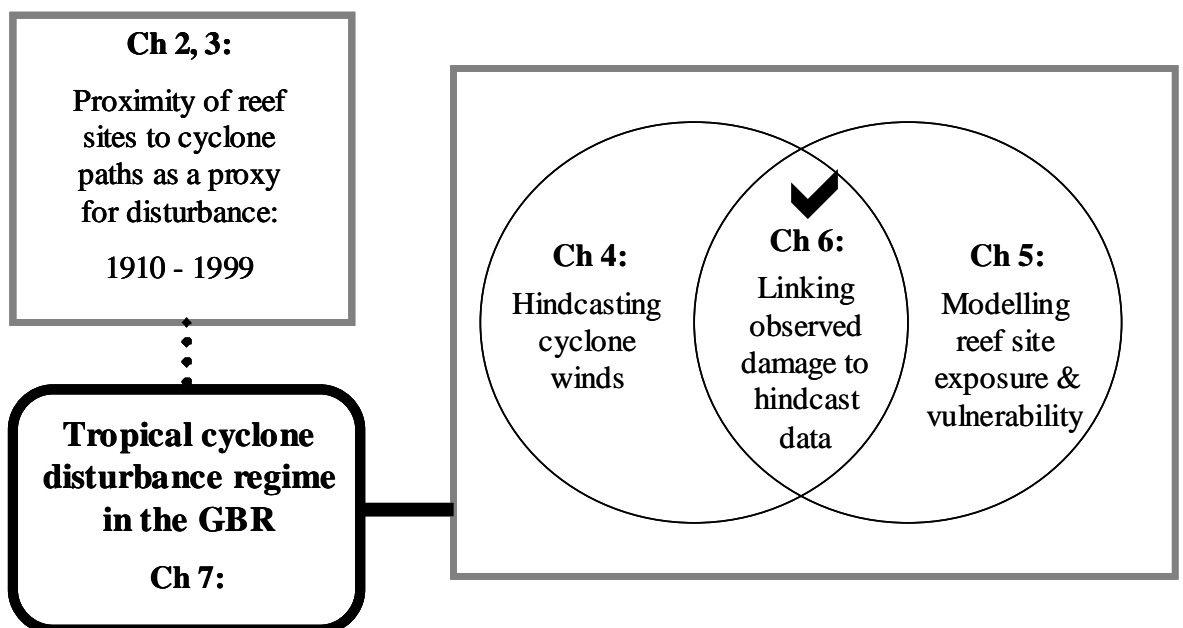 Ch 2, 3:
Proximity of reef
sites to cyclone
paths as a proxy
for disturbance:
1910 - 1999
Tropical cyclone
disturbance regime
in the GBR
Ch 7:
Ch 4:
Hindcasting
cyclone
winds
Ch 6:
Linking
observed
damage to
hindcast
data
Ch 5:
Modelling
reef site
exposure &
vulnerability